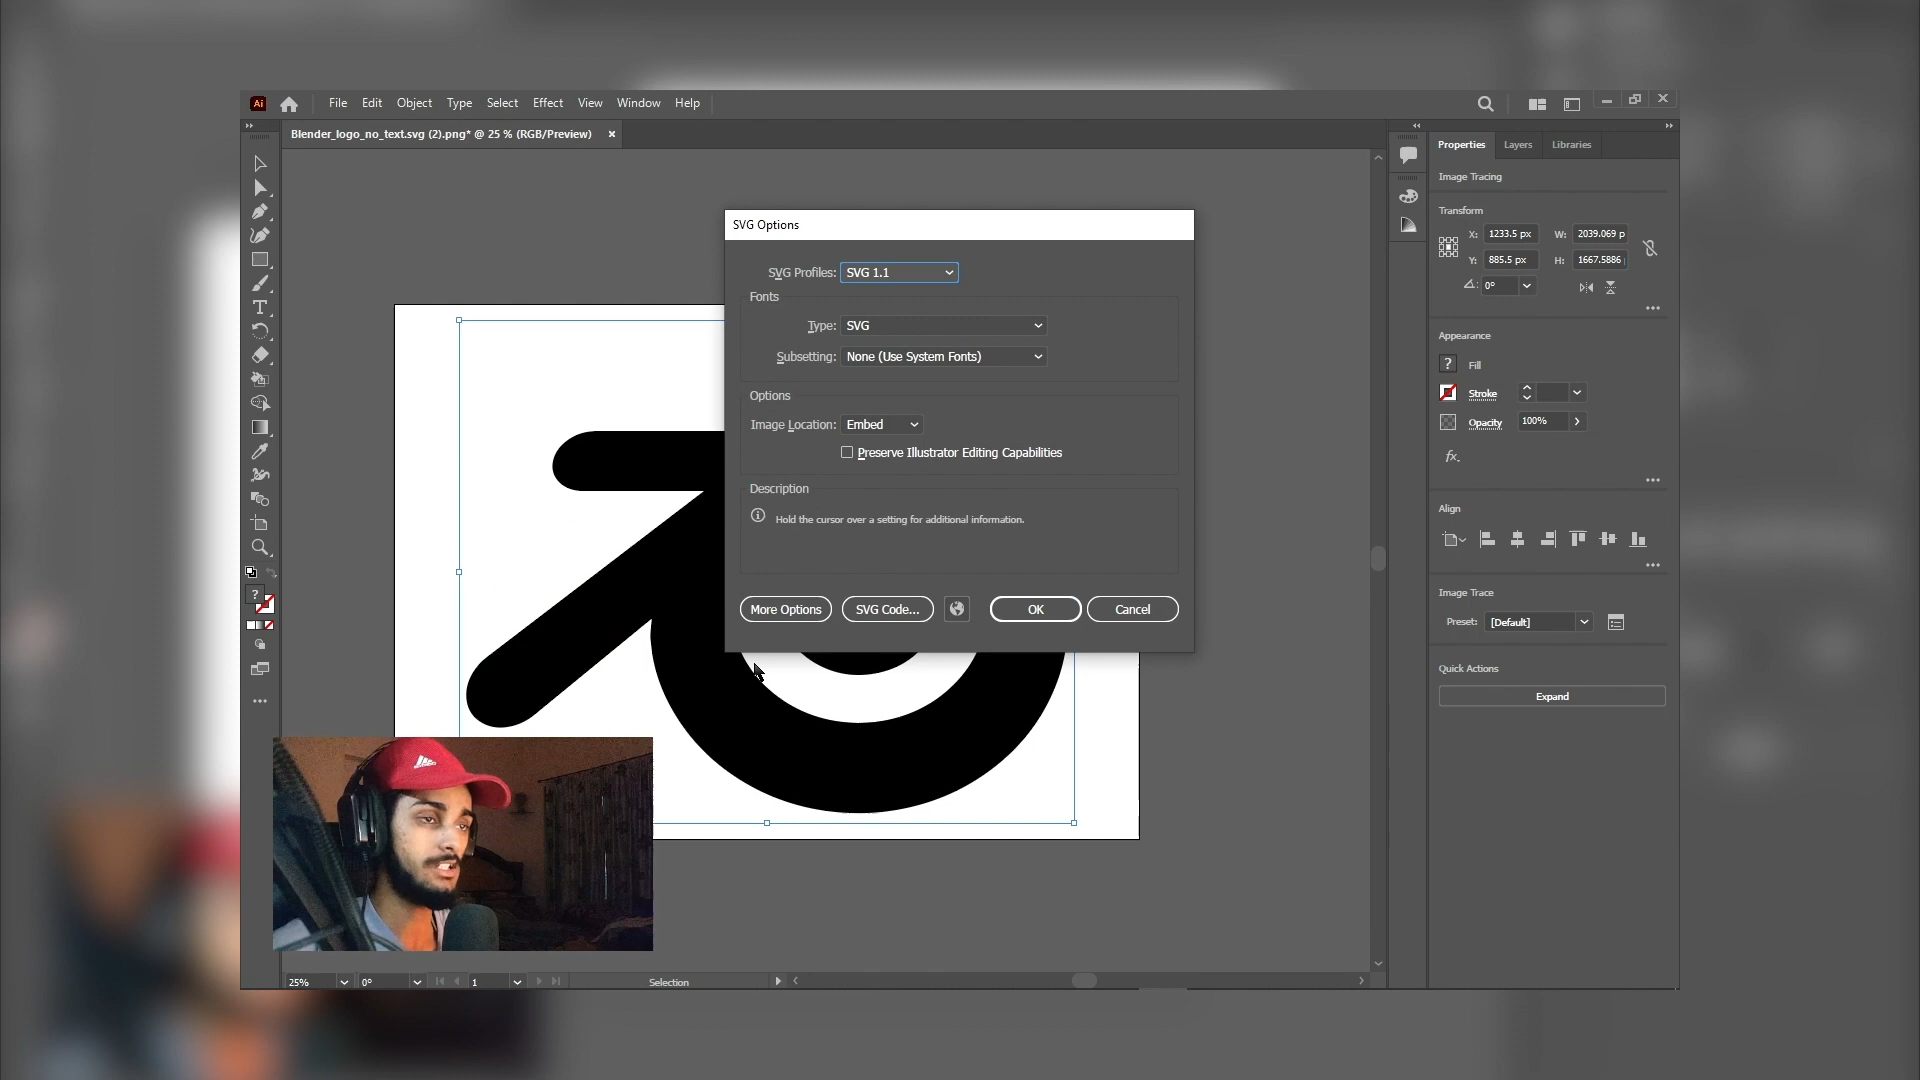 Ai
File Edit Object Type Select Effect View Window Help
Blender_logo_no_text.svg (2).png* @ 25 % (RGB/Preview) ×
Properties Layers Libraries
Image Tracing
Transform
X: 1233.5 px W: 2039.069 p
Y: 885.5 px H: 1667.5886
0°
Appearance
? Fill
Stroke
Opacity 100%
fx.
Align
Image Trace
Preset: [Default]
Quick Actions
Expand
SVG Options
SVG Profiles: SVG 1.1
Fonts
Type: SVG
Subsetting: None (Use System Fonts)
Options
Image Location: Embed
Preserve Illustrator Editing Capabilities
Description
Hold the cursor over a setting for additional information.
More Options SVG Code... OK Cancel
?
25% 0° 1 Selection